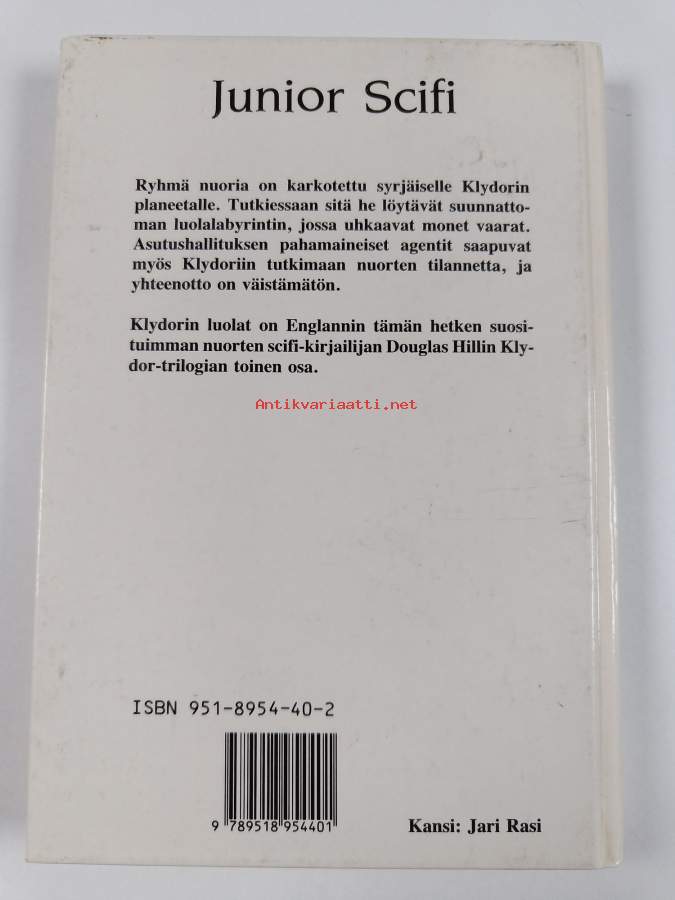 Junior Scifi
Ryhmä nuoria on karkotettu syrjäiselle Klydorin
planeetalle. Tutkiessaan sitä he löytävät suunnatto-
man luolalabyrintin, jossa uhkaavat monet vaarat.
Asutushallituksen pahamaineiset agentit saapuvat
myös Klydoriin tutkimaan nuorten tilannetta, ja
yhteenotto on väistämätön.
Klydorin luolat on Englannin tämän hetken suosi-
tuimman nuorten scifi-kirjailijan Douglas Hillin Kly-
dor-trilogian toinen osa.
Antikvariaatti.net
ISBN 951-8954-40-2
9 789518 954401
Kansi: Jari Rasi